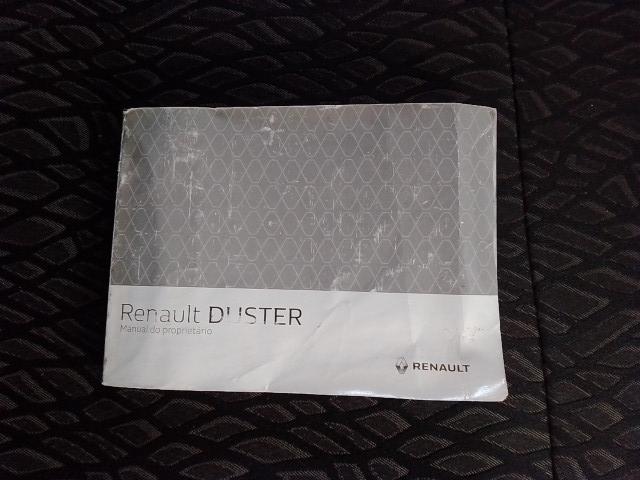 Renault DUSTER
Manual do proprietário
RENAULT